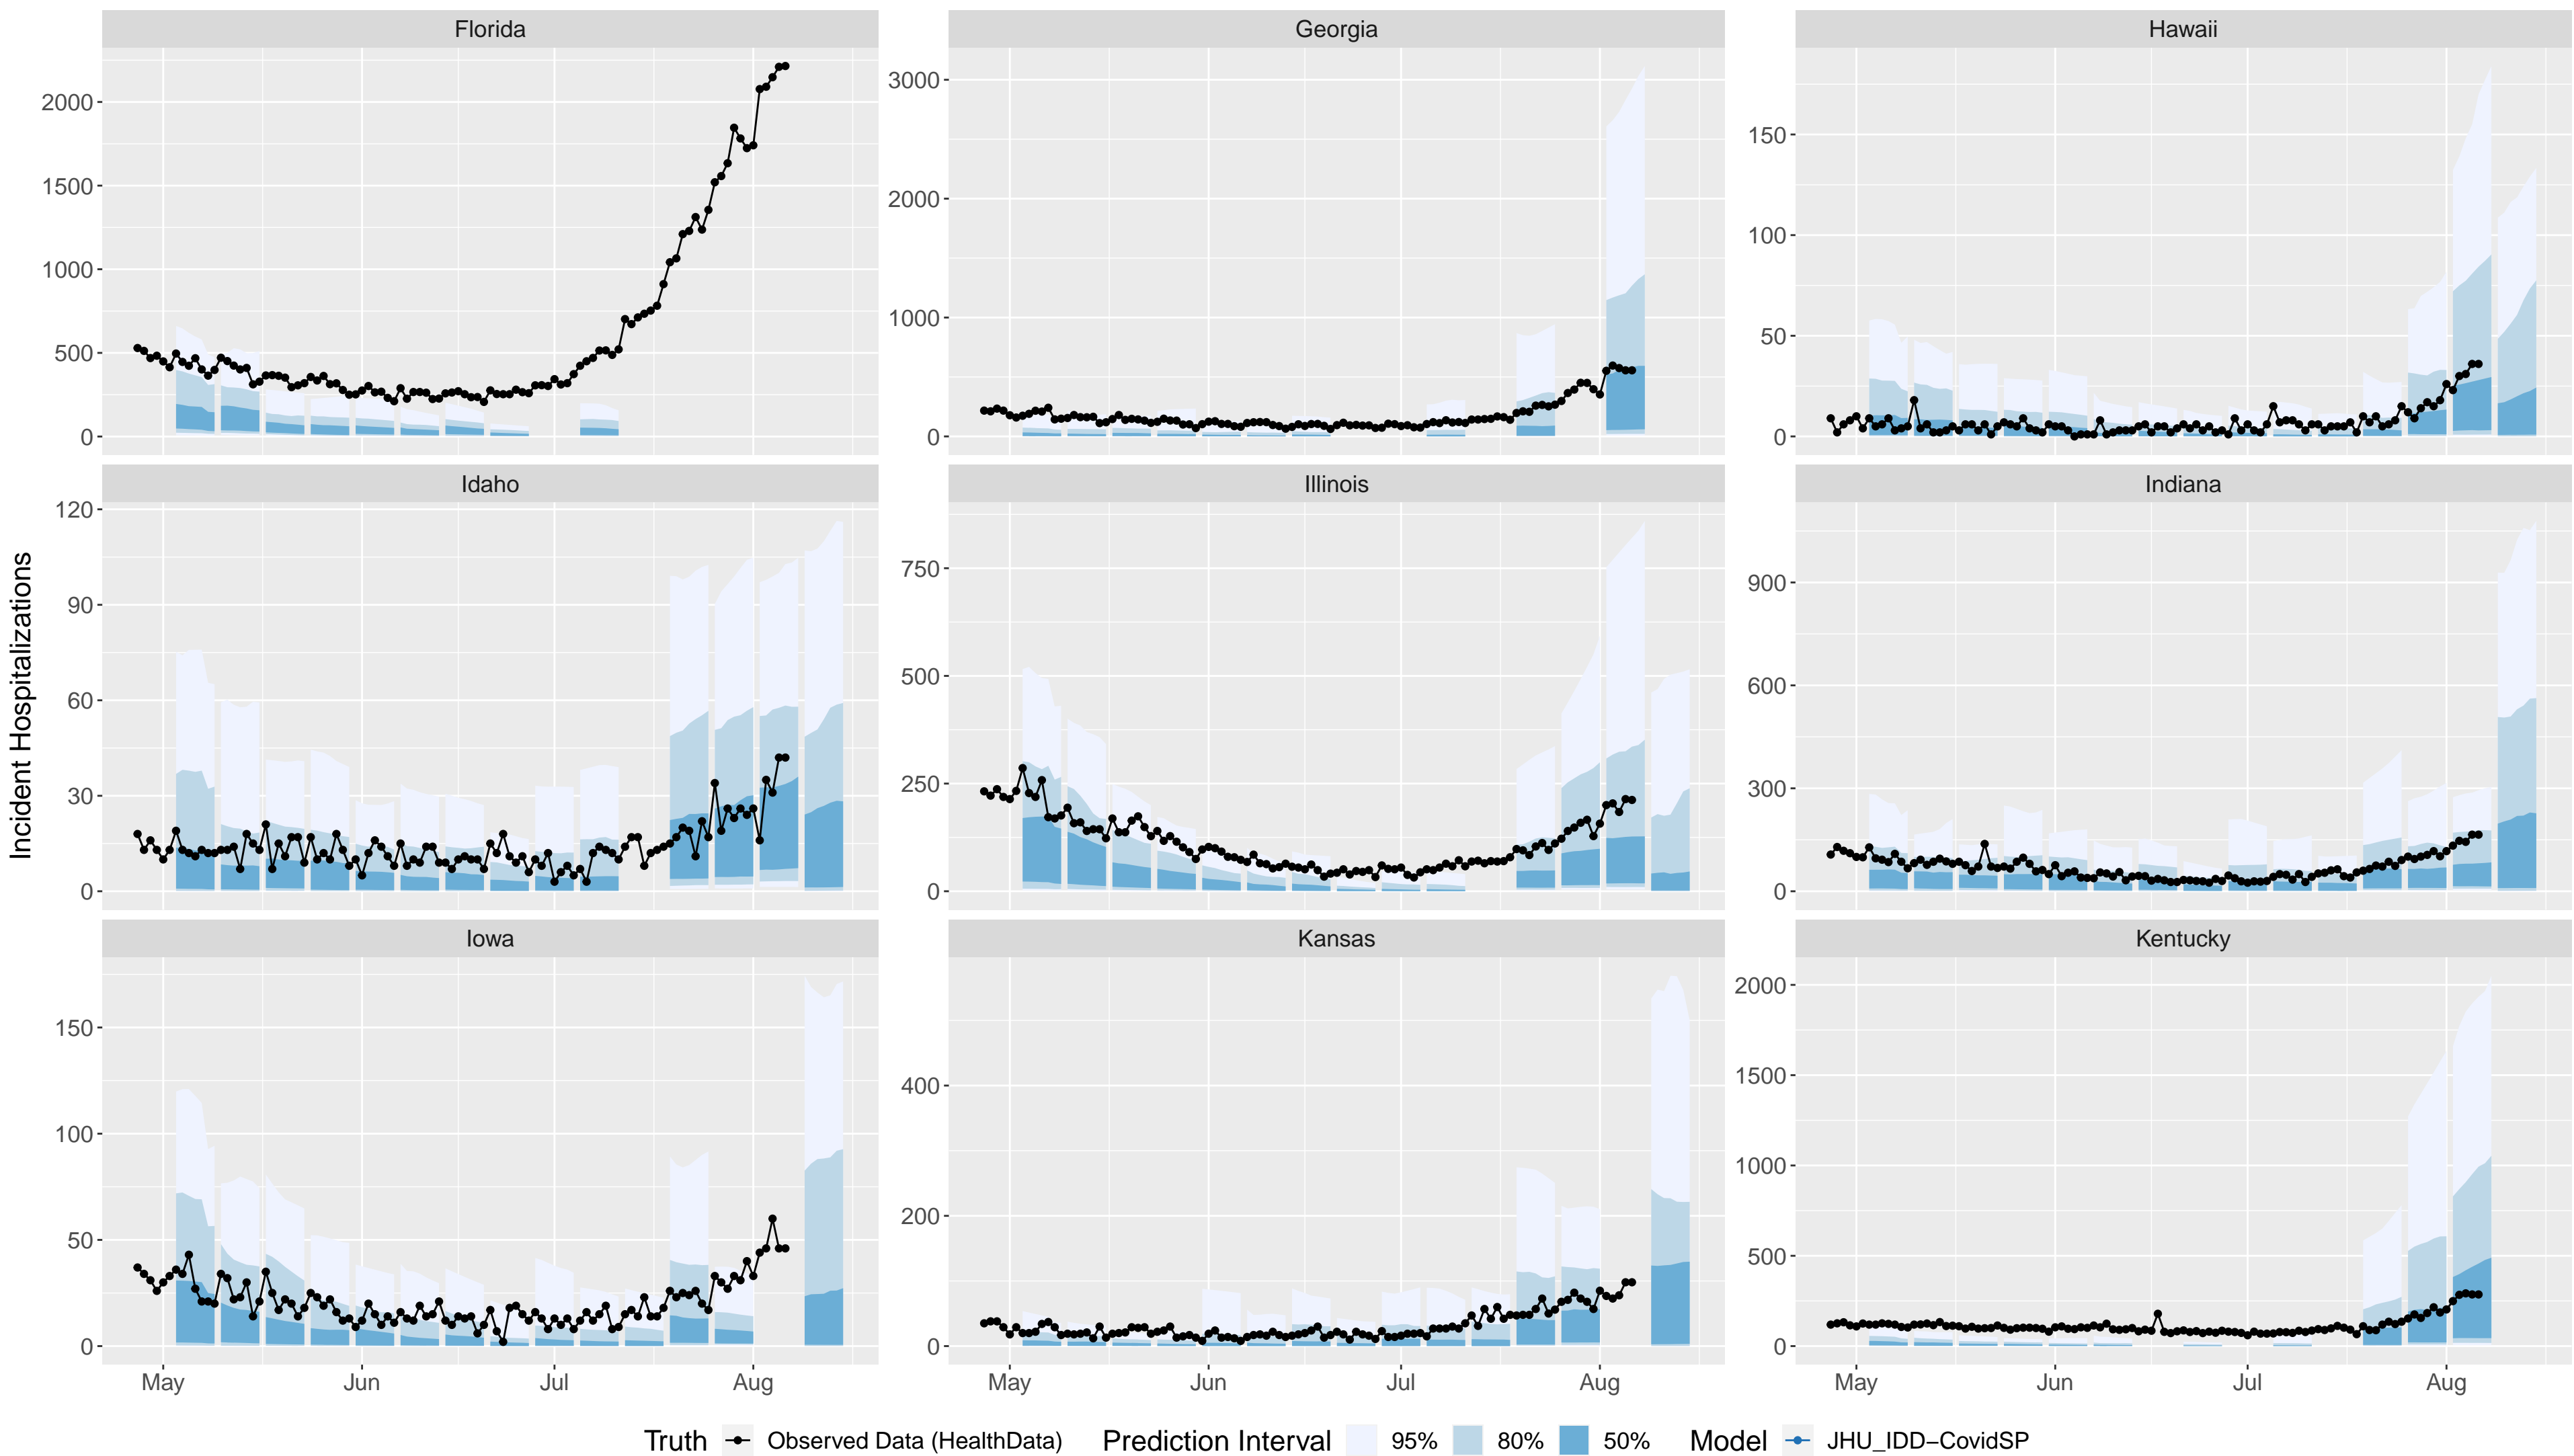 Florida
Georgia
Hawaii
2000
1500
1000
500
0
3000
2000
1000
0
150
100
50
0
Idaho
Illinois
Indiana
120
90
60
30
0
750
500
250
0
900
600
300
0
Incident Hospitalizations
Iowa
Kansas
Kentucky
150
100
50
0
400
200
0
2000
1500
1000
500
0
May Jun Jul Aug
May Jun Jul Aug
May Jun Jul Aug
Truth Observed Data (HealthData) Prediction Interval 95% 80% 50% Model JHU_IDD−CovidSP